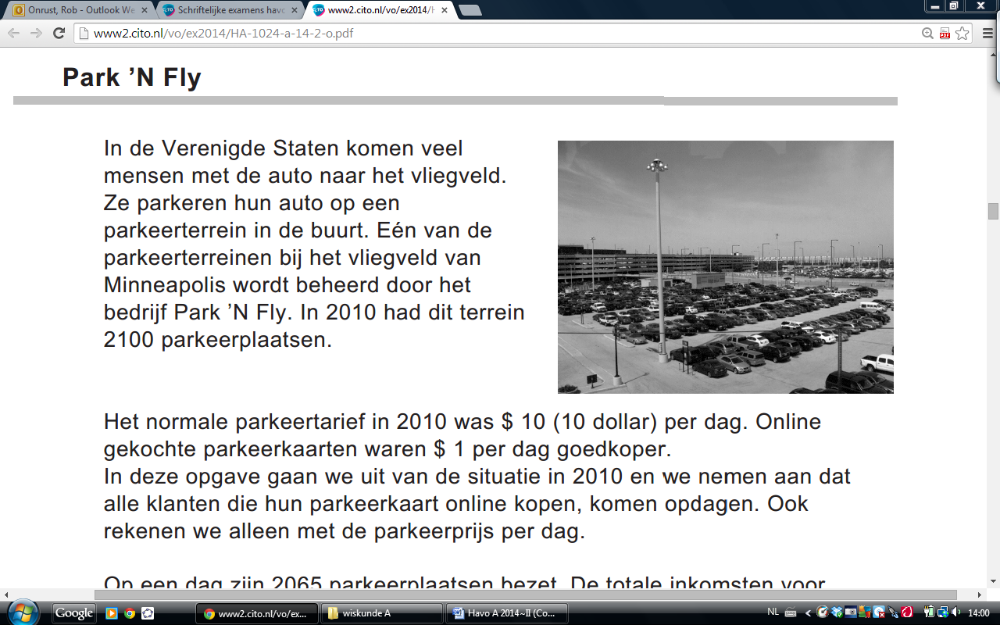 Onrust, Rob - Outlook We
Schriftelijke examens havo
www2.cito.nl/vo/ex2014/H
www2.cito.nl/vo/ex2014/HA-1024-a-14-2-o.pdf
Park ’N Fly
In de Verenigde Staten komen veel
mensen met de auto naar het vliegveld.
Ze parkeren hun auto op een
parkeerterrein in de buurt. Eén van de
parkeerterreinen bij het vliegveld van
Minneapolis wordt beheerd door het
bedrijf Park ’N Fly. In 2010 had dit terrein
2100 parkeerplaatsen.
Het normale parkeertarief in 2010 was $ 10 (10 dollar) per dag. Online
gekochte parkeerkaarten waren $ 1 per dag goedkoper.
In deze opgave gaan we uit van de situatie in 2010 en we nemen aan dat
alle klanten die hun parkeerkaart online kopen, komen opdagen. Ook
rekenen we alleen met de parkeerprijs per dag.
Op een dag zijn 2065 parkeerplaatsen bezet. De totale inkomsten voor
Google
www2.cito.nl/vo/ex...
wiskunde A
Havo A 2014~II (Co...
NL
14:00